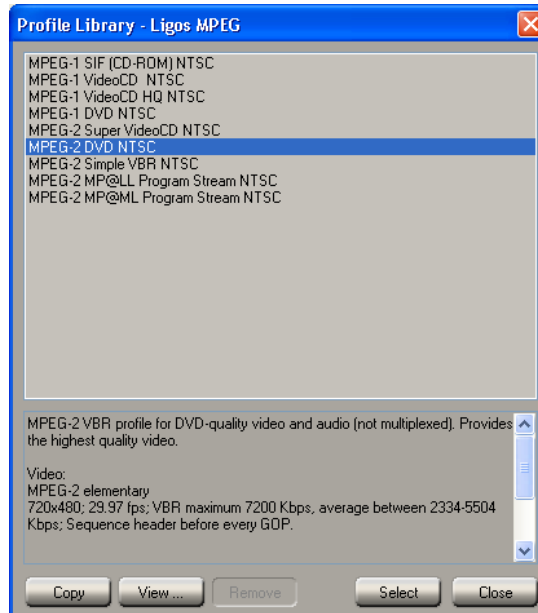 Profile Library - Ligos MPEG
MPEG-1 SIF (CD-ROM) NTSC
MPEG-1 VideoCD  NTSC
MPEG-1 VideoCD HQ NTSC
MPEG-1 DVD NTSC
MPEG-2 Super VideoCD NTSC
MPEG-2 DVD NTSC
MPEG-2 Simple VBR NTSC
MPEG-2 MP@LL Program Stream NTSC
MPEG-2 MP@ML Program Stream NTSC
MPEG-2 VBR profile for DVD-quality video and audio (not multiplexed). Provides
the highest quality video.
Video:
MPEG-2 elementary
720x480; 29.97 fps; VBR maximum 7200 Kbps, average between 2334-5504
Kbps; Sequence header before every GOP.
Copy View ... Remove Select Close